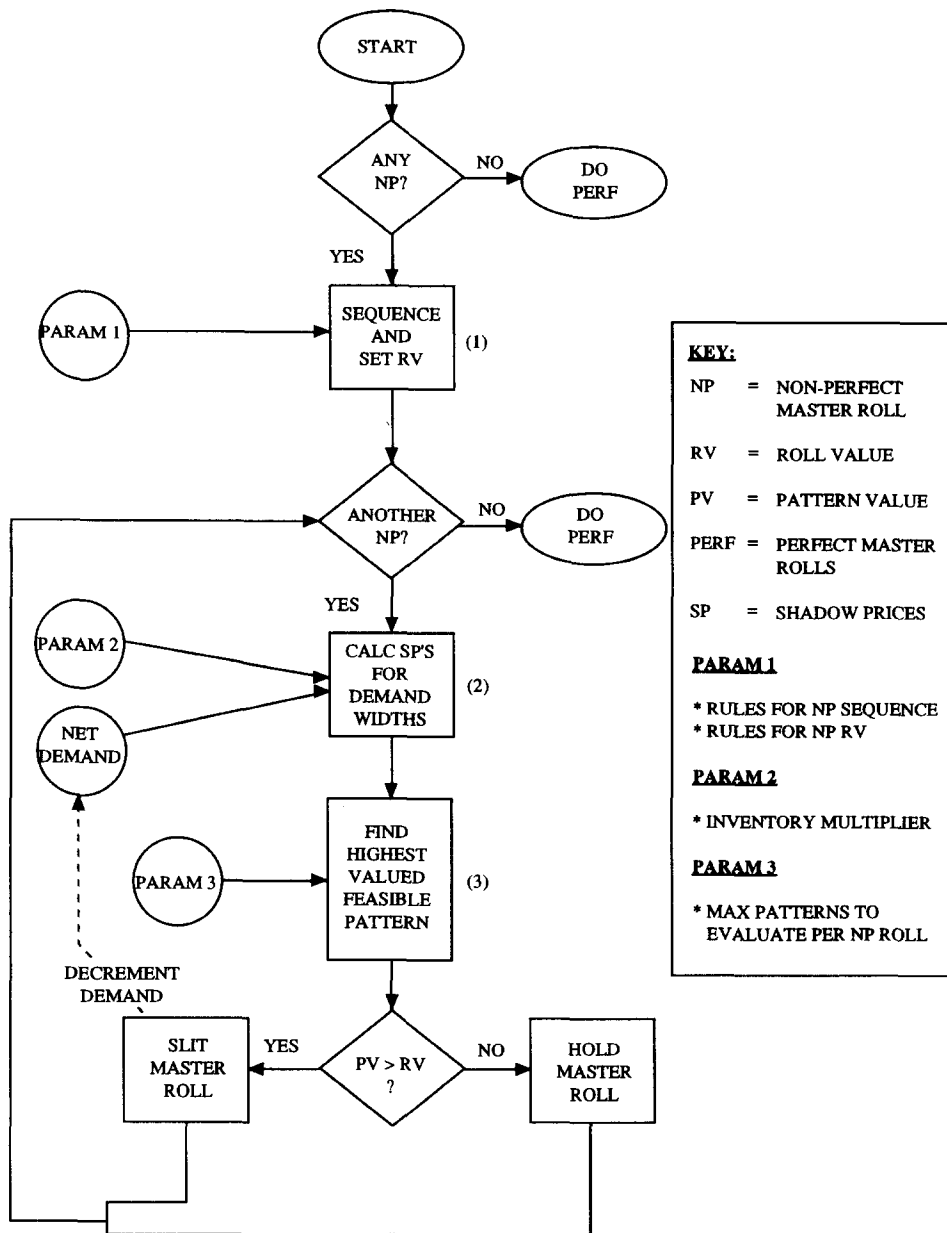 START
ANY
NP?
NO
DO
PERF
YES
PARAM 1
SEQUENCE
AND
SET RV
(1)
ANOTHER
NP?
NO
DO
PERF
YES
PARAM 2
NET
DEMAND
CALC SP'S
FOR
DEMAND
WIDTHS
(2)
PARAM 3
FIND
HIGHEST
VALUED
FEASIBLE
PATTERN
(3)
DECREMENT
DEMAND
SLIT
MASTER
ROLL
YES
PV > RV
?
NO
HOLD
MASTER
ROLL
KEY:
NP = NON-PERFECT
MASTER ROLL
RV = ROLL VALUE
PV = PATTERN VALUE
PERF = PERFECT MASTER
ROLLS
SP = SHADOW PRICES
PARAM 1
* RULES FOR NP SEQUENCE
* RULES FOR NP RV
PARAM 2
* INVENTORY MULTIPLIER
PARAM 3
* MAX PATTERNS TO
EVALUATE PER NP ROLL